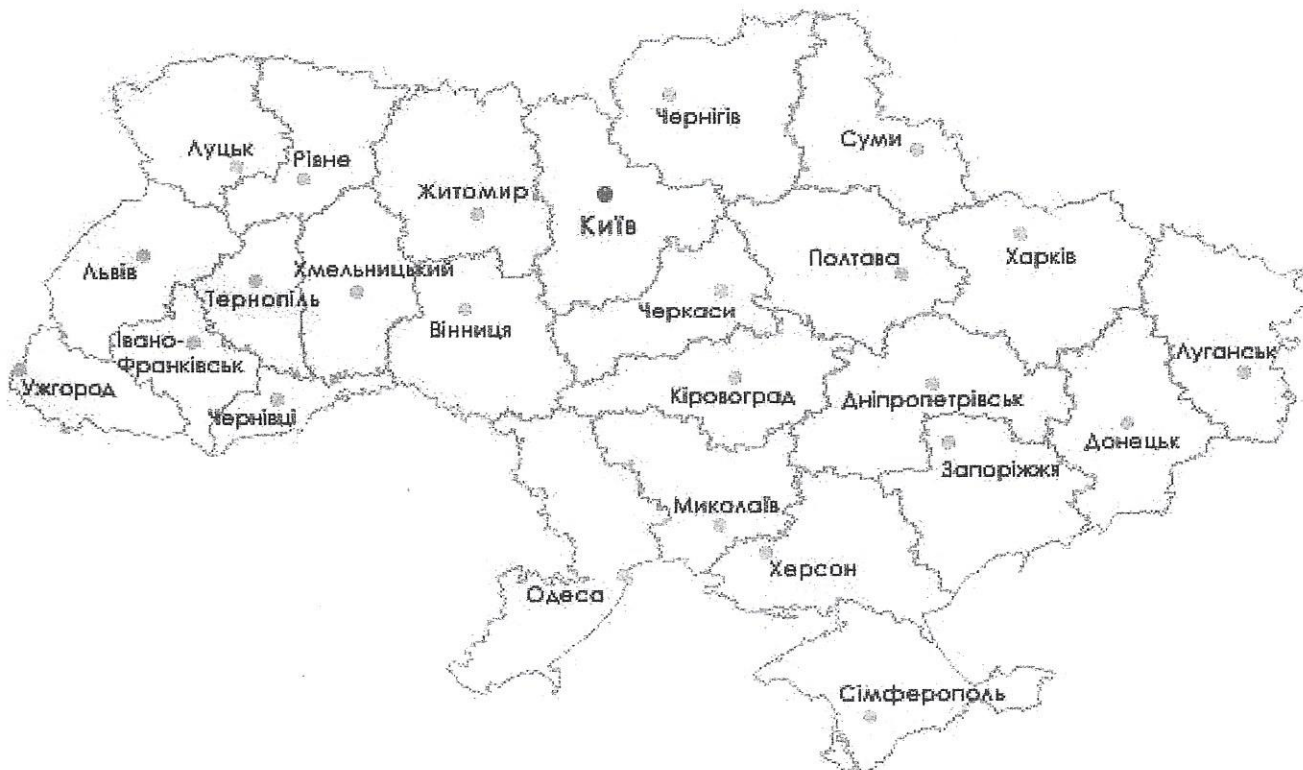 Чернігів
Суми
Луцьк
Рівне
Житомир
Київ
Львів
Тернопіль
Хмельницький
Полтава
Харків
Вінниця
Черкаси
Івано-
Франківськ
Ужгород
Чернівці
Кіровоград
Дніпропетрівськ
Луганськ
Донецьк
Запоріжжя
Миколаїв
Херсон
Одеса
Сімферополь